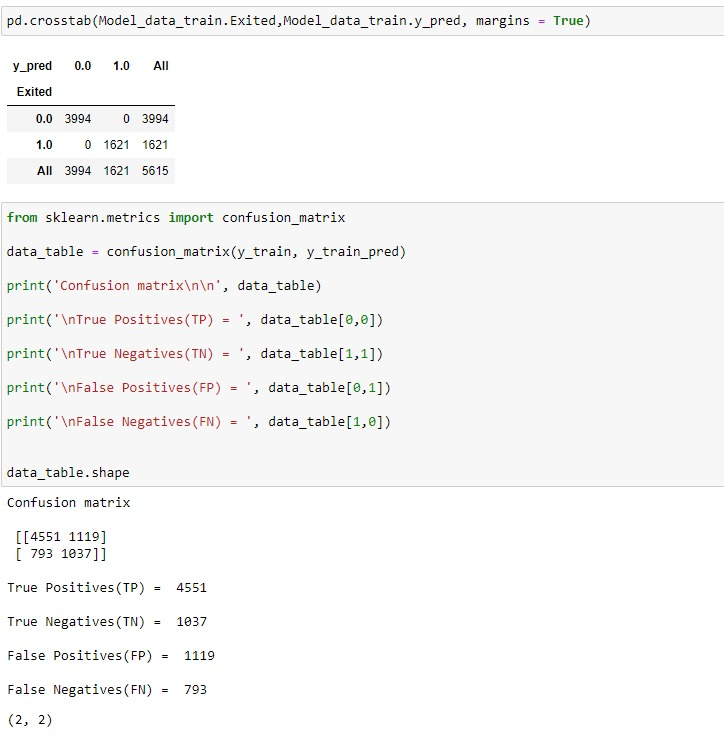 pd.crosstab(Model_data_train.Exited,Model_data_train.y_pred, margins = True)
y_pred 0.0 1.0 All
Exited
0.0 3994 0 3994
1.0 0 1621 1621
All 3994 1621 5615
from sklearn.metrics import confusion_matrix
data_table = confusion_matrix(y_train, y_train_pred)
print('Confusion matrix\n\n', data_table)
print('\nTrue Positives(TP) = ', data_table[0,0])
print('\nTrue Negatives(TN) = ', data_table[1,1])
print('\nFalse Positives(FP) = ', data_table[0,1])
print('\nFalse Negatives(FN) = ', data_table[1,0])
data_table.shape
Confusion matrix
[[4551 1119]
[ 793 1037]]
True Positives(TP) =  4551
True Negatives(TN) =  1037
False Positives(FP) =  1119
False Negatives(FN) =  793
(2, 2)